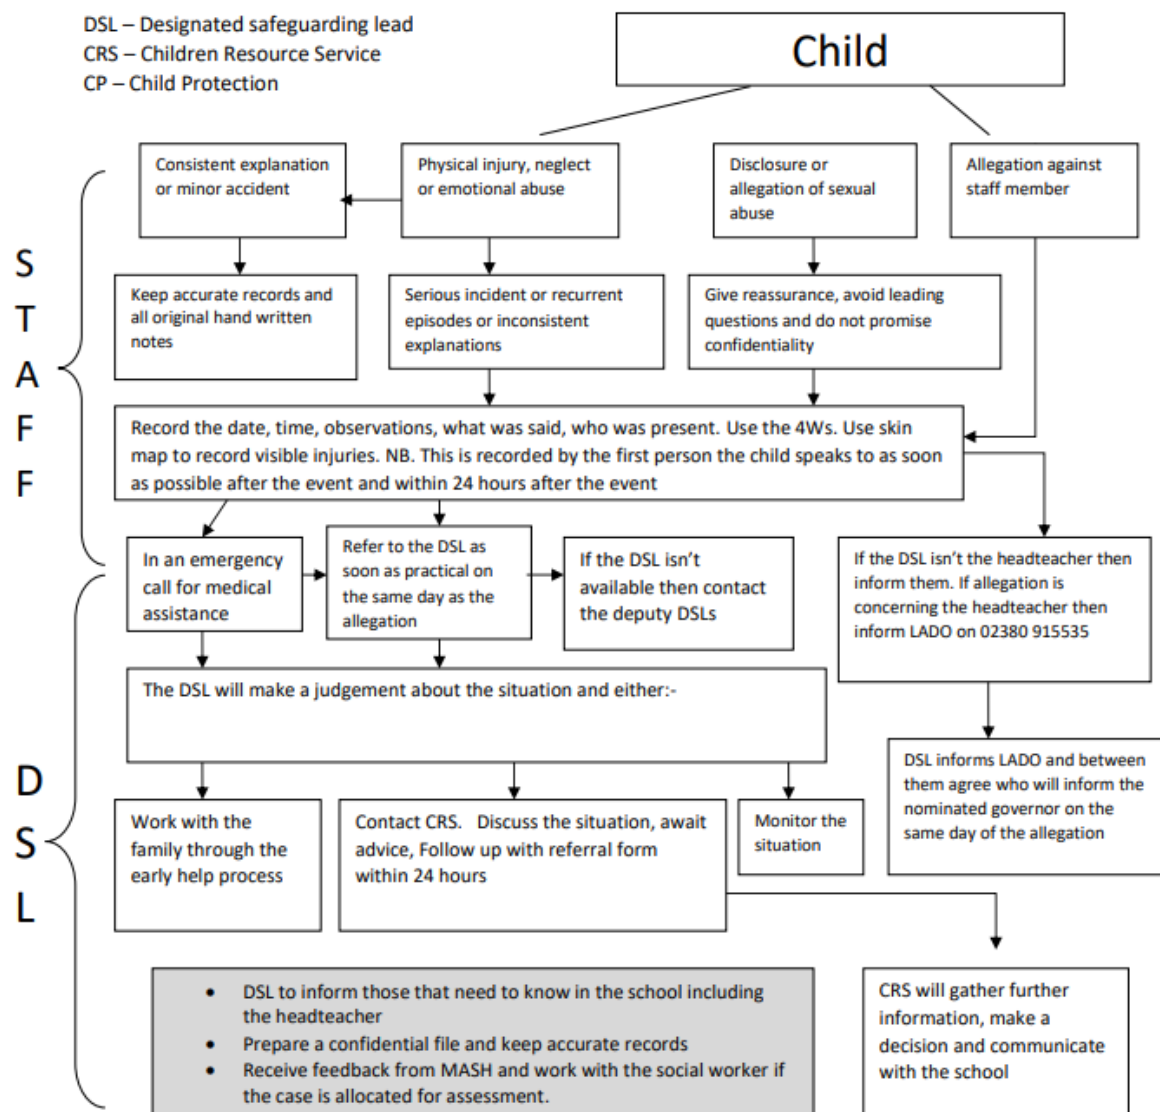 DSL – Designated safeguarding lead
CRS – Children Resource Service
CP – Child Protection
Child
Consistent explanation
or minor accident
Physical injury, neglect
or emotional abuse
Disclosure or
allegation of sexual
abuse
Allegation against
staff member
S
T
A
F
F
Keep accurate records and
all original hand written
notes
Serious incident or recurrent
episodes or inconsistent
explanations
Give reassurance, avoid leading
questions and do not promise
confidentiality
Record the date, time, observations, what was said, who was present. Use the 4Ws. Use skin
map to record visible injuries. NB. This is recorded by the first person the child speaks to as soon
as possible after the event and within 24 hours after the event
In an emergency
call for medical
assistance
Refer to the DSL as
soon as practical on
the same day as the
allegation
If the DSL isn't
available then contact
the deputy DSLs
If the DSL isn't the headteacher then
inform them. If allegation is
concerning the headteacher then
inform LADO on 02380 915535
The DSL will make a judgement about the situation and either:-
D
S
L
DSL informs LADO and between
them agree who will inform the
nominated governor on the
same day of the allegation
Work with the
family through the
early help process
Contact CRS. Discuss the situation, await
advice, Follow up with referral form
within 24 hours
Monitor the
situation
• DSL to inform those that need to know in the school including
the headteacher
• Prepare a confidential file and keep accurate records
• Receive feedback from MASH and work with the social worker if
the case is allocated for assessment.
CRS will gather further
information, make a
decision and communicate
with the school